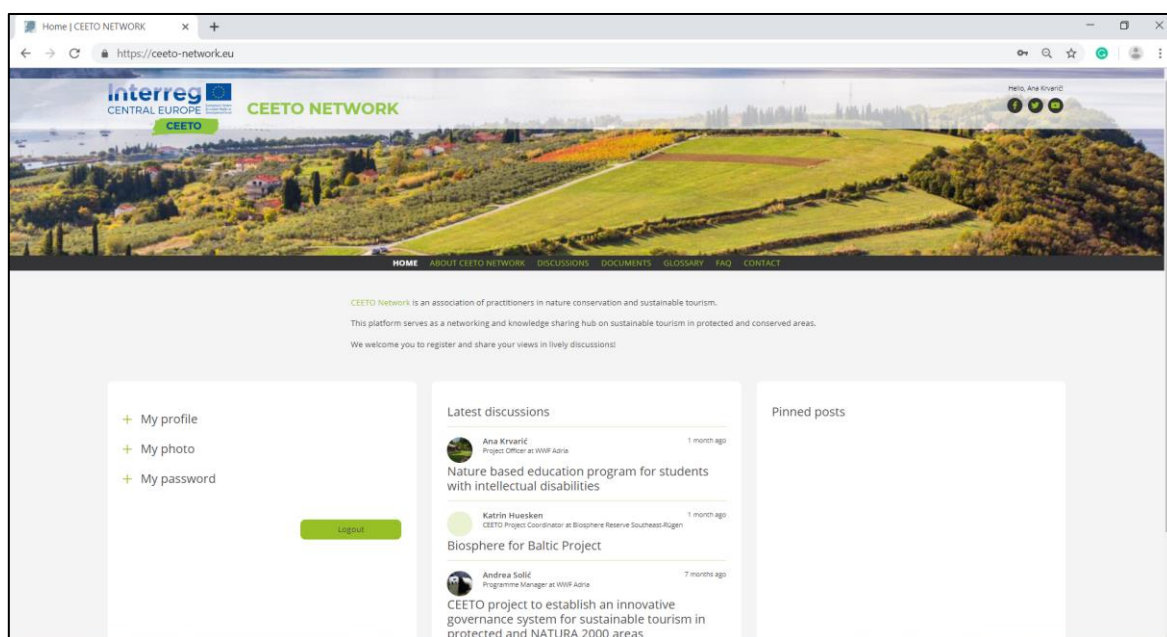 Home | CEETO NETWORK
https://ceeto-network.eu
Interreg
CENTRAL EUROPE
CEETO
CEETO NETWORK
Hello, Ana Krvarić!
HOME ABOUT CEETO NETWORK DISCUSSIONS DOCUMENTS GLOSSARY FAQ CONTACT
CEETO Network is an association of practitioners in nature conservation and sustainable tourism.
This platform serves as a networking and knowledge sharing hub on sustainable tourism in protected and conserved areas.
We welcome you to register and share your views in lively discussions!
+ My profile
+ My photo
+ My password
Logout
Latest discussions
Ana Krvarić 1 month ago
Project Officer at WWF Adria
Nature based education program for students
with intellectual disabilities
Katrin Huesken 1 month ago
CEETO Project Coordinator at Biosphere Reserve Southeast-Rügen
Biosphere for Baltic Project
Andrea Solić 7 months ago
Programme Manager at WWF Adria
CEETO project to establish an innovative
governance system for sustainable tourism in
protected and NATURA 2000 areas
Pinned posts